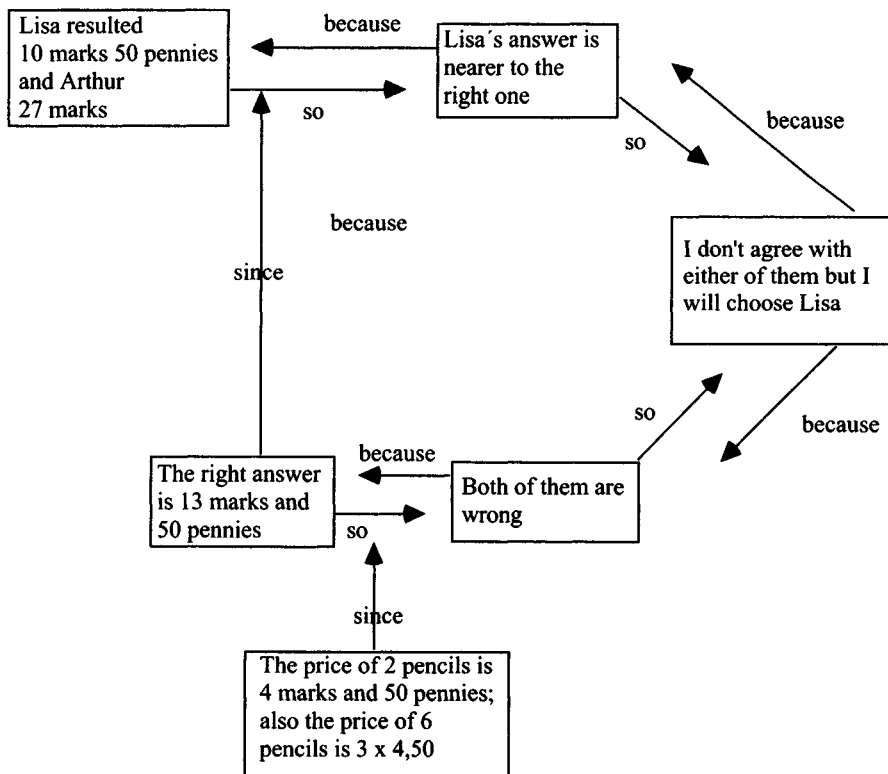 Lisa resulted
10 marks 50 pennies
and Arthur
27 marks
because
so
Lisa´s answer is
nearer to the
right one
because
so
because
since
I don't agree with
either of them but I
will choose Lisa
so
because
The right answer
is 13 marks and
50 pennies
because
so
Both of them are
wrong
since
The price of 2 pencils is
4 marks and 50 pennies;
also the price of 6
pencils is 3 x 4,50